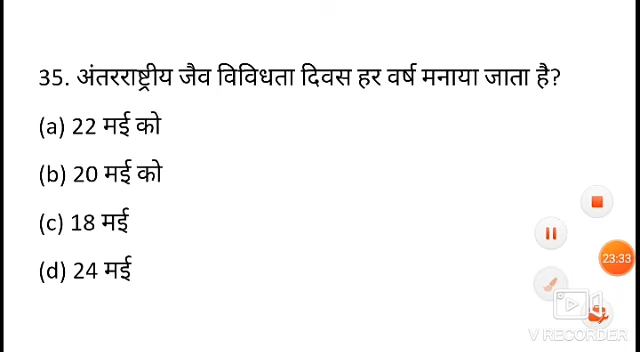 35. अंतरराष्ट्रीय जैव विविधता दिवस हर वर्ष मनाया जाता है?
(a) 22 मई को
(b) 20 मई को
(c) 18 मई
(d) 24 मई
23:33
V RECORDER